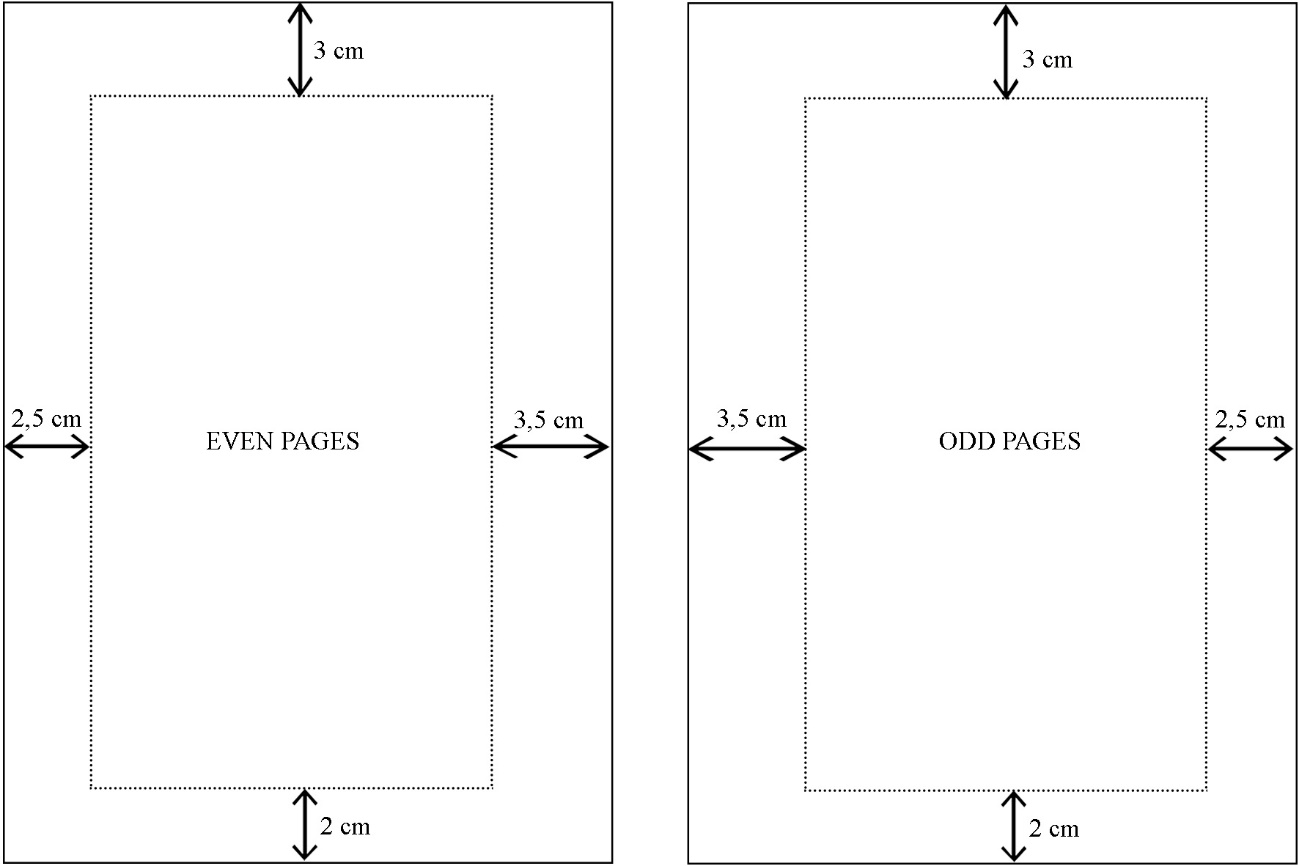 3 cm
2,5 cm
EVEN PAGES
3,5 cm
2 cm
3 cm
3,5 cm
ODD PAGES
2,5 cm
2 cm